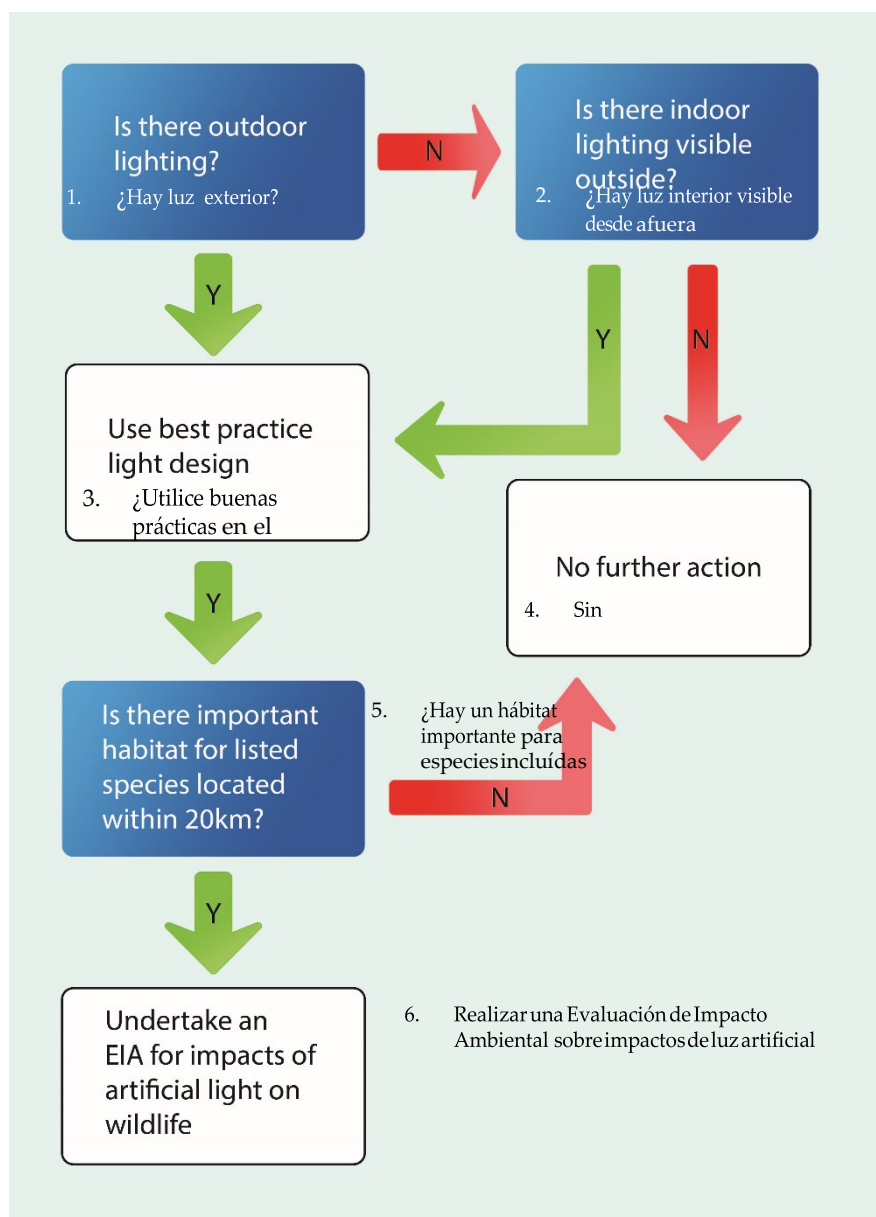 Is there outdoor
lighting?
1. ¿Hay luz exterior?
N
Is there indoor
lighting visible
outside?
2. ¿Hay luz interior visible
desde afuera
Y
Y
N
Use best practice
light design
3. ¿Utilice buenas
prácticas en el
No further action
4. Sin
Y
Is there important
habitat for listed
species located
within 20km?
5. ¿Hay un hábitat
importante para
especies incluídas
N
Y
Undertake an
EIA for impacts of
artificial light on
wildlife
6. Realizar una Evaluación de Impacto
Ambiental sobre impactos de luz artificial